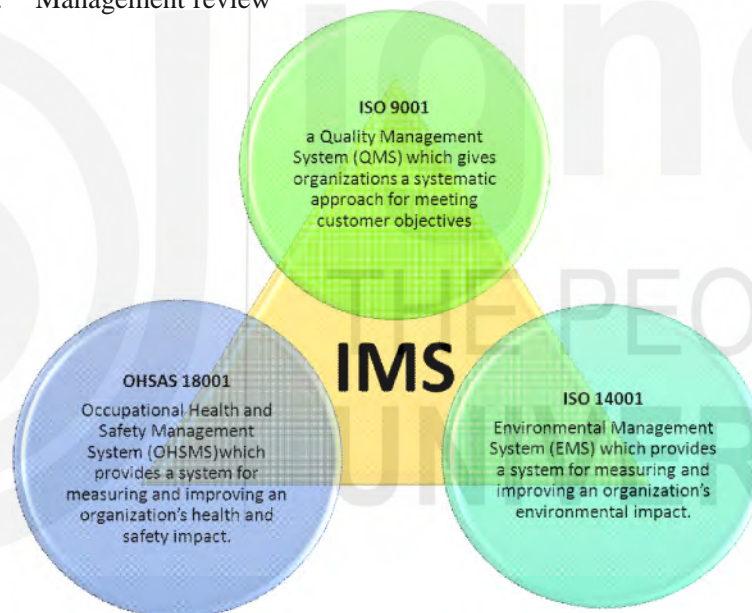 Management review
ISO 9001
a Quality Management
System (QMS) which gives
organizations a systematic
approach for meeting
customer objectives
THE PEO
IMS
OHSAS 18001
Occupational Health and
Safety Management
System (OHSMS)which
provides a system for
measuring and improving an
organization's health and
safety impact.
ISO 14001
Environmental Management
System (EMS) which provides
a system for measuring and
improving an organization's
environmental impact.
UNIVER